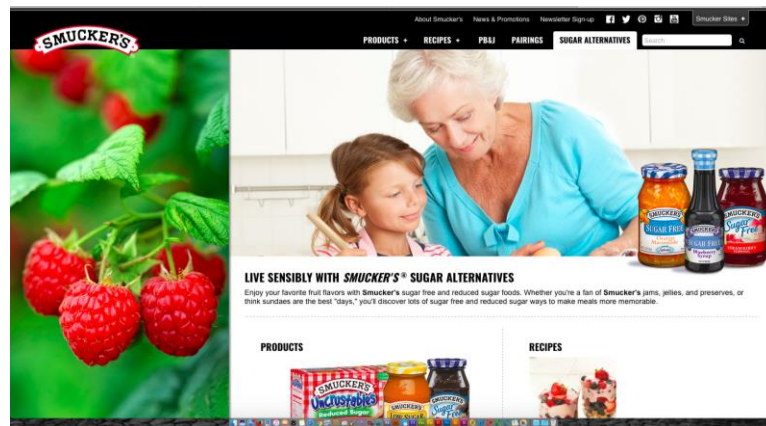 About Smucker's News & Promotions Newsletter Sign-up Smucker Sites +
SMUCKER'S
PRODUCTS + RECIPES + PB&J PAIRINGS SUGAR ALTERNATIVES Search
SMUCKER'S
SUGAR FREE
SMUCKER'S
SUGAR FREE
Blueberry
Syrup
SMUCKER'S
Sugar
Free
LIVE SENSIBLY WITH SMUCKER'S® SUGAR ALTERNATIVES
Enjoy your favorite fruit flavors with Smucker's sugar free and reduced sugar foods. Whether you're a fan of Smucker's jams, jellies, and preserves, or
think sundaes are the best "days," you'll discover lots of sugar free and reduced sugar ways to make meals more memorable.
PRODUCTS
RECIPES
SMUCKER'S
UNCRUSTABLES
Reduced Sugar
SMUCKER'S
LOW SUGAR
SMUCKER'S
Sugar
Free